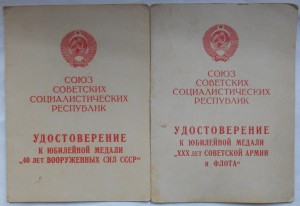 СОЮЗ
СОВЕТСКИХ
СОЦИАЛИСТИЧЕСКИХ
РЕСПУБЛИК
УДОСТОВЕРЕНИЕ
К ЮБИЛЕЙНОЙ МЕДАЛИ
„40 ЛЕТ ВООРУЖЕННЫХ СИЛ СССР“
СОЮЗ
СОВЕТСКИХ
СОЦИАЛИСТИЧЕСКИХ
РЕСПУБЛИК
УДОСТОВЕРЕНИЕ
К ЮБИЛЕЙНОЙ МЕДАЛИ
„XXX ЛЕТ СОВЕТСКОЙ АРМИИ
И ФЛОТА“